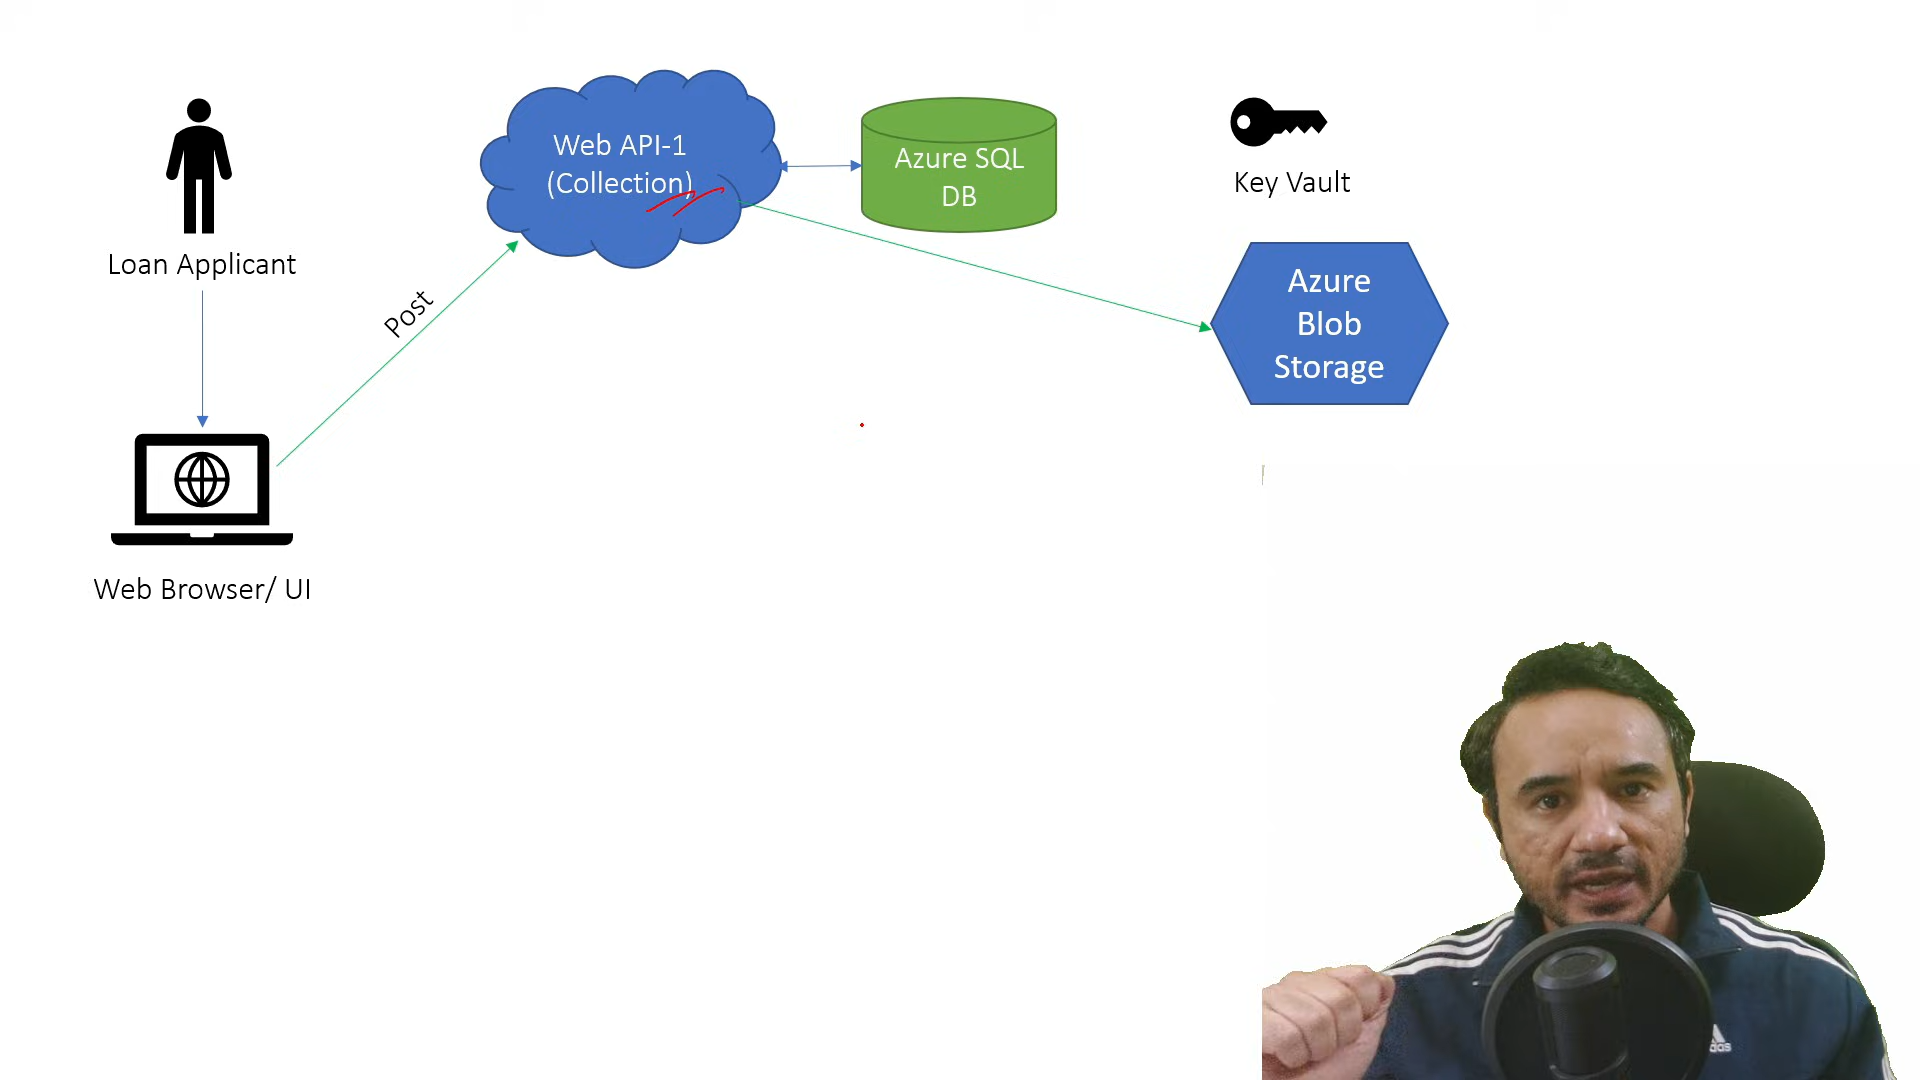 Loan Applicant
Web Browser/ UI
Post
Web API-1
(Collection)
Azure SQL
DB
Key Vault
Azure
Blob
Storage